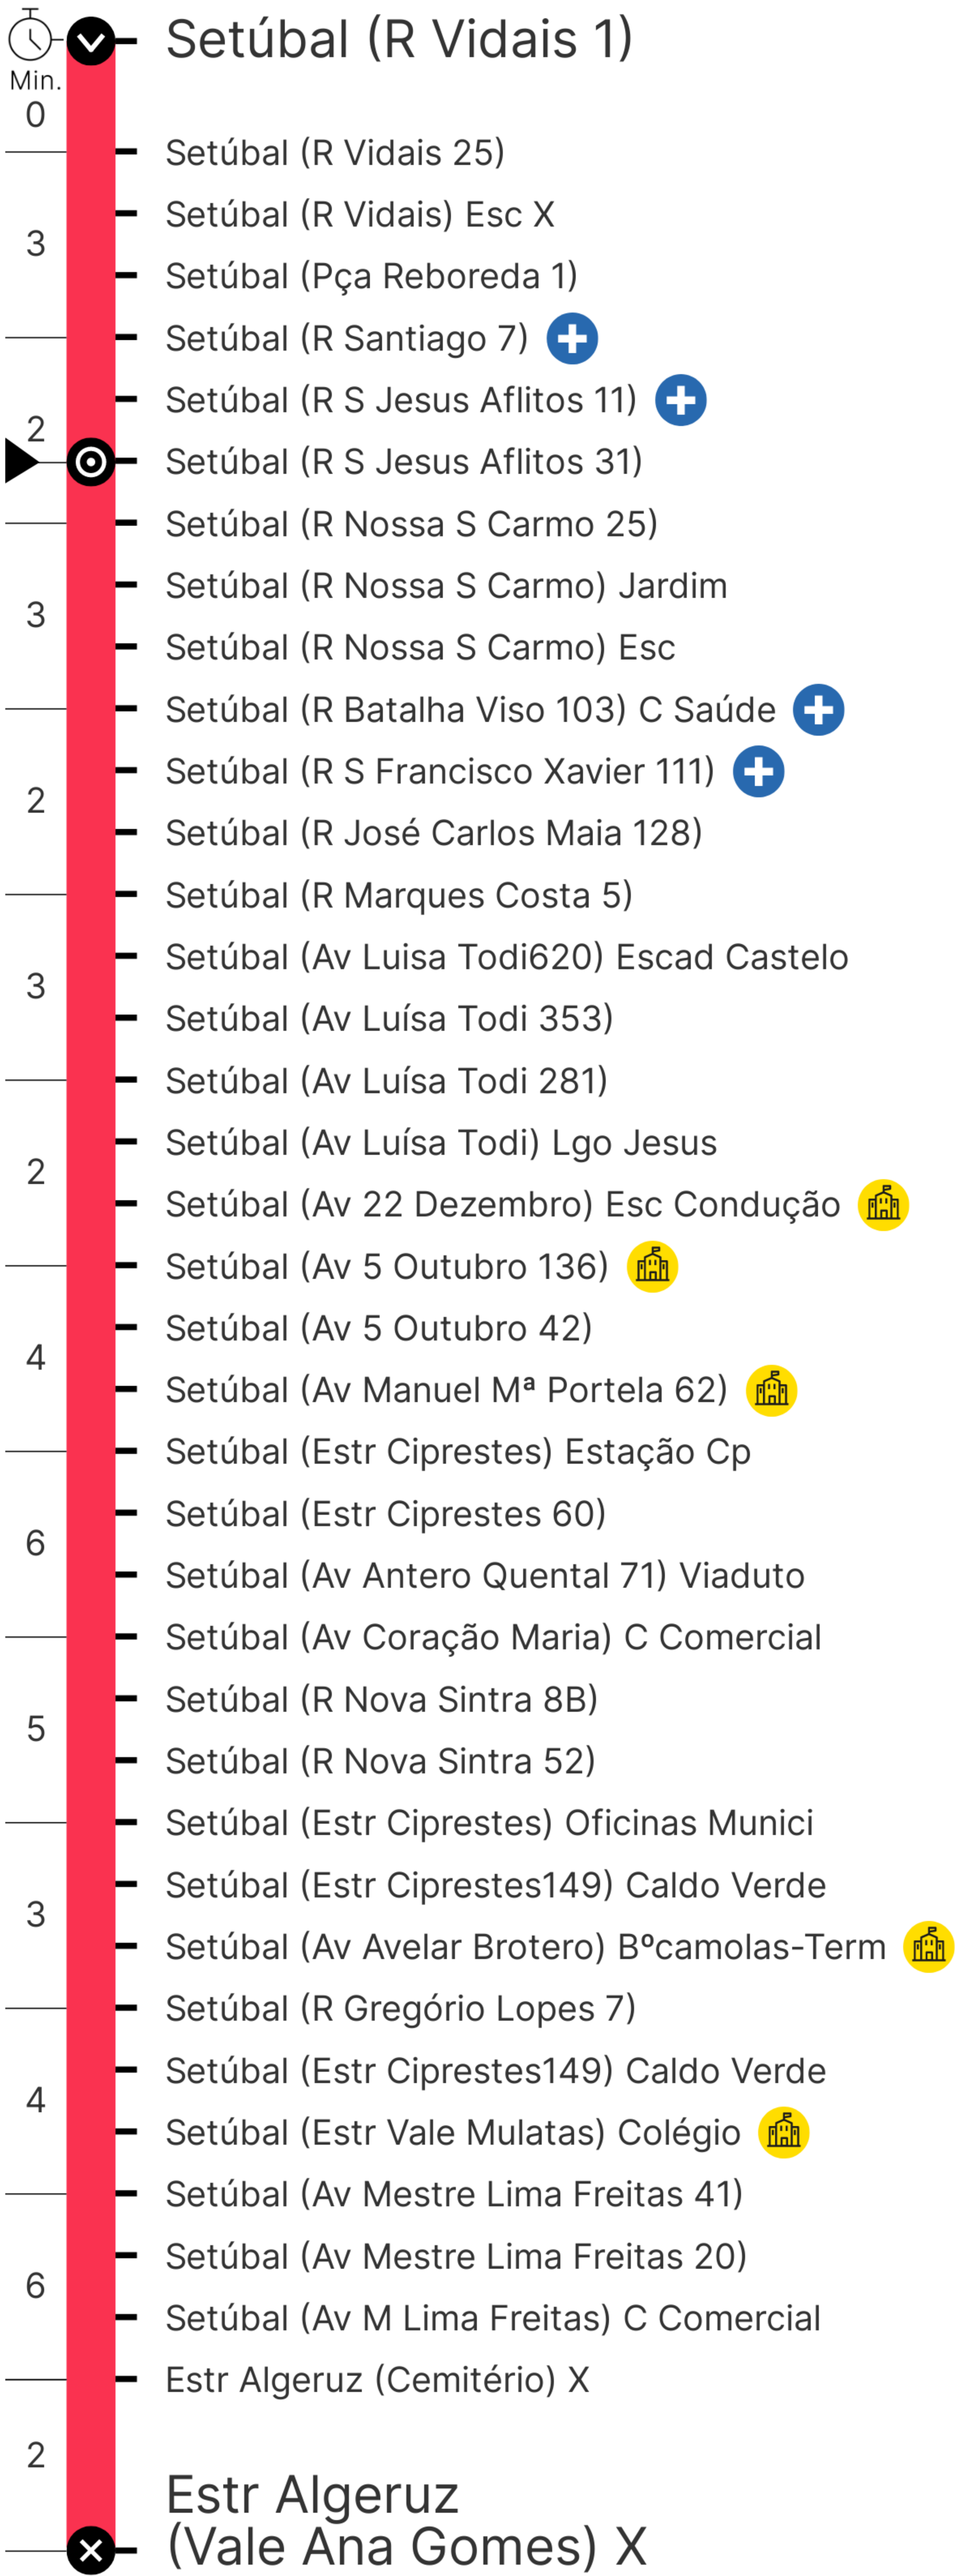 Setúbal (R Vidais 1)
Min.
0
Setúbal (R Vidais 25)
Setúbal (R Vidais) Esc X
3
Setúbal (Pça Reboreda 1)
Setúbal (R Santiago 7)
Setúbal (R S Jesus Aflitos 11)
2
Setúbal (R S Jesus Aflitos 31)
Setúbal (R Nossa S Carmo 25)
Setúbal (R Nossa S Carmo) Jardim
3
Setúbal (R Nossa S Carmo) Esc
Setúbal (R Batalha Viso 103) C Saúde
Setúbal (R S Francisco Xavier 111)
2
Setúbal (R José Carlos Maia 128)
Setúbal (R Marques Costa 5)
Setúbal (Av Luisa Todi620) Escad Castelo
3
Setúbal (Av Luísa Todi 353)
Setúbal (Av Luísa Todi 281)
Setúbal (Av Luísa Todi) Lgo Jesus
2
Setúbal (Av 22 Dezembro) Esc Condução
Setúbal (Av 5 Outubro 136)
Setúbal (Av 5 Outubro 42)
4
Setúbal (Av Manuel Mª Portela 62)
Setúbal (Estr Ciprestes) Estação Cp
Setúbal (Estr Ciprestes 60)
6
Setúbal (Av Antero Quental 71) Viaduto
Setúbal (Av Coração Maria) C Comercial
Setúbal (R Nova Sintra 8B)
5
Setúbal (R Nova Sintra 52)
Setúbal (Estr Ciprestes) Oficinas Munici
Setúbal (Estr Ciprestes149) Caldo Verde
3
Setúbal (Av Avelar Brotero) Bºcamolas-Term
Setúbal (R Gregório Lopes 7)
Setúbal (Estr Ciprestes149) Caldo Verde
4
Setúbal (Estr Vale Mulatas) Colégio
Setúbal (Av Mestre Lima Freitas 41)
Setúbal (Av Mestre Lima Freitas 20)
6
Setúbal (Av M Lima Freitas) C Comercial
Estr Algeruz (Cemitério) X
2
Estr Algeruz
(Vale Ana Gomes) X